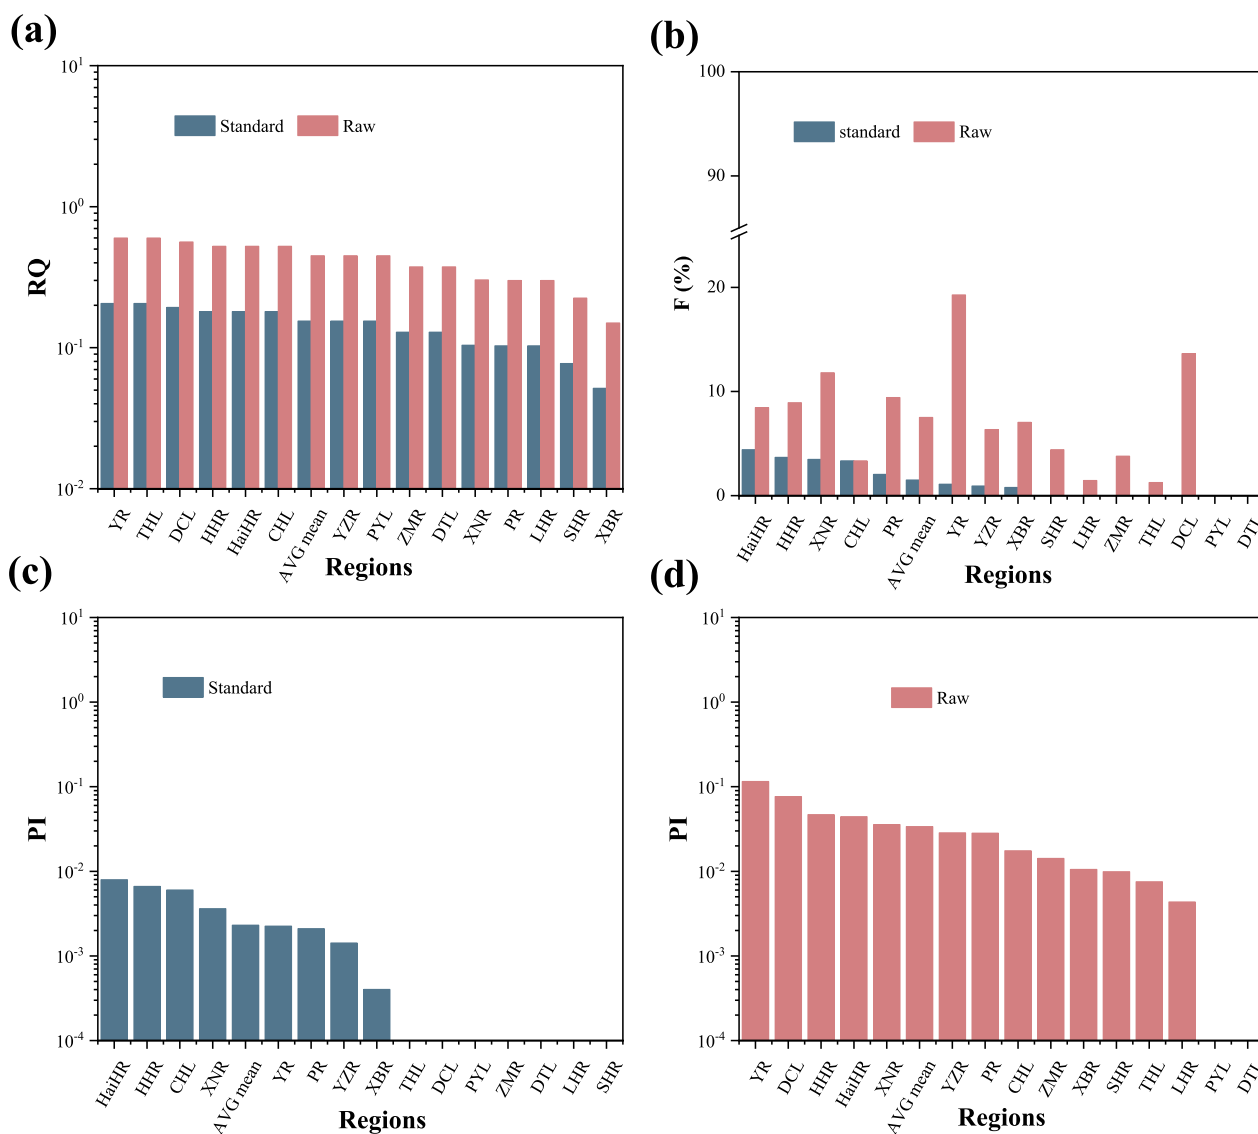 (a)
10^1
10^0
10^-1
10^-2
RQ
Standard
Raw
YR
THL
DCL
HHR
HaiHR
CHL
AVG mean
YZR
PYL
ZMR
DTL
XNR
PR
LHR
SHR
XBR
Regions
(b)
100
90
20
10
0
F (%)
standard
Raw
HaiHR
HHR
XNR
CHL
PR
AVG mean
YR
YZR
XBR
SHR
LHR
ZMR
THL
DCL
PYL
DTL
Regions
(c)
10^1
10^0
10^-1
10^-2
10^-3
10^-4
PI
Standard
HaiHR
HHR
CHL
XNR
AVG mean
YR
PR
YZR
XBR
THL
DCL
PYL
ZMR
DTL
LHR
SHR
Regions
(d)
10^1
10^0
10^-1
10^-2
10^-3
10^-4
PI
Raw
YR
DCL
HHR
HaiHR
XNR
AVG mean
YZR
PR
CHL
ZMR
XBR
SHR
THL
LHR
PYL
DTL
Regions